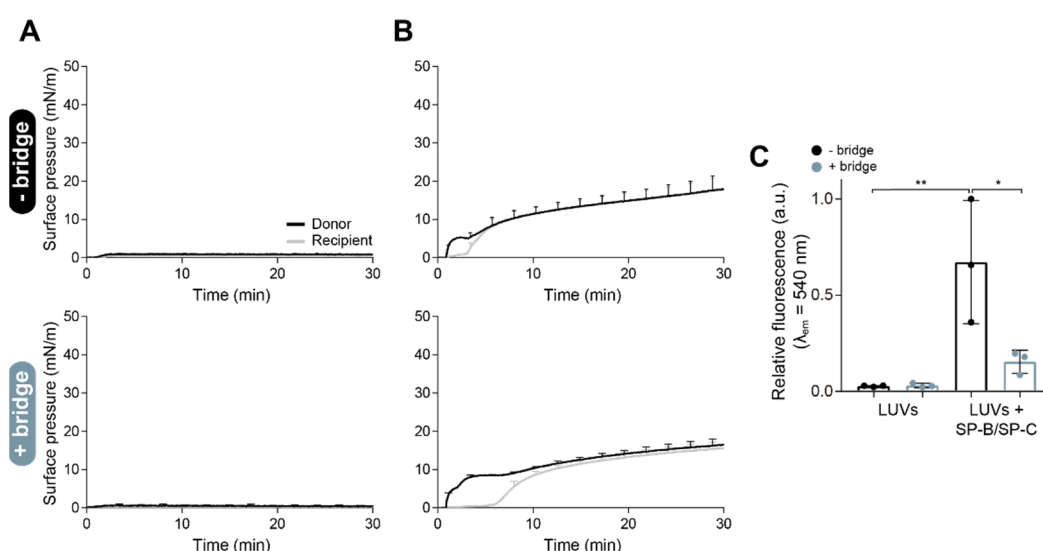 A
B
- bridge
Surface pressure (mN/m)
50
40
30
20
10
0
Donor
Recipient
0
10
20
30
Time (min)
50
40
30
20
10
0
0
10
20
30
Time (min)
+ bridge
Surface pressure (mN/m)
50
40
30
20
10
0
0
10
20
30
Time (min)
50
40
30
20
10
0
0
10
20
30
Time (min)
C
- bridge
+ bridge
Relative fluorescence (a.u.)
(λem = 540 nm)
1.0
0.5
0.0
**
*
LUVs
LUVs +
SP-B/SP-C